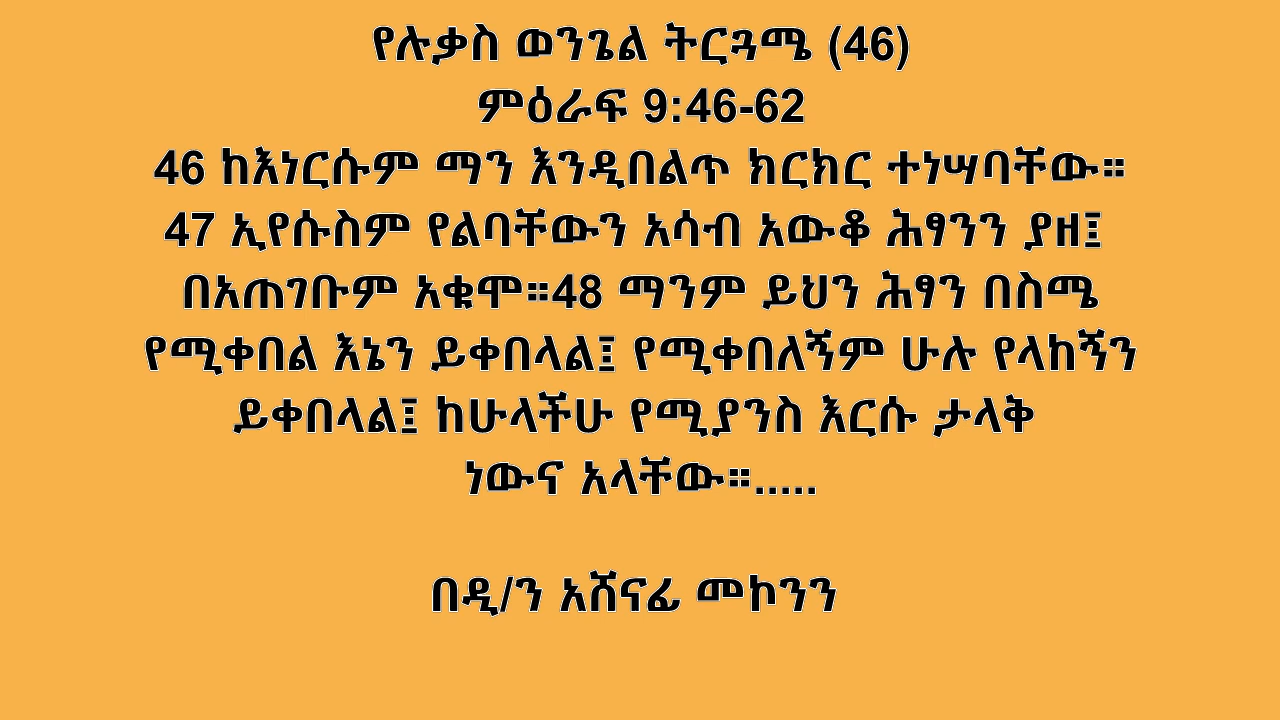 የሉቃስ ወንጌል ትርጓሜ (46)
ምዕራፍ 9:46-62
46 ከእነርሱም ማን እንዲበልጥ ክርክር ተነሣባቸው።
47 ኢየሱስም የልባቸውን አሳብ አውቆ ሕፃንን ያዘ፤
በአጠገቡም አቁሞ።48 ማንም ይህን ሕፃን በስሜ
የሚቀበል እኔን ይቀበላል፤ የሚቀበለኝም ሁሉ የላከኝን
ይቀበላል፤ ከሁላችሁ የሚያንስ እርሱ ታላቅ
ነውና አላቸው።.....
በዲ/ን አሸናፊ መኮንን